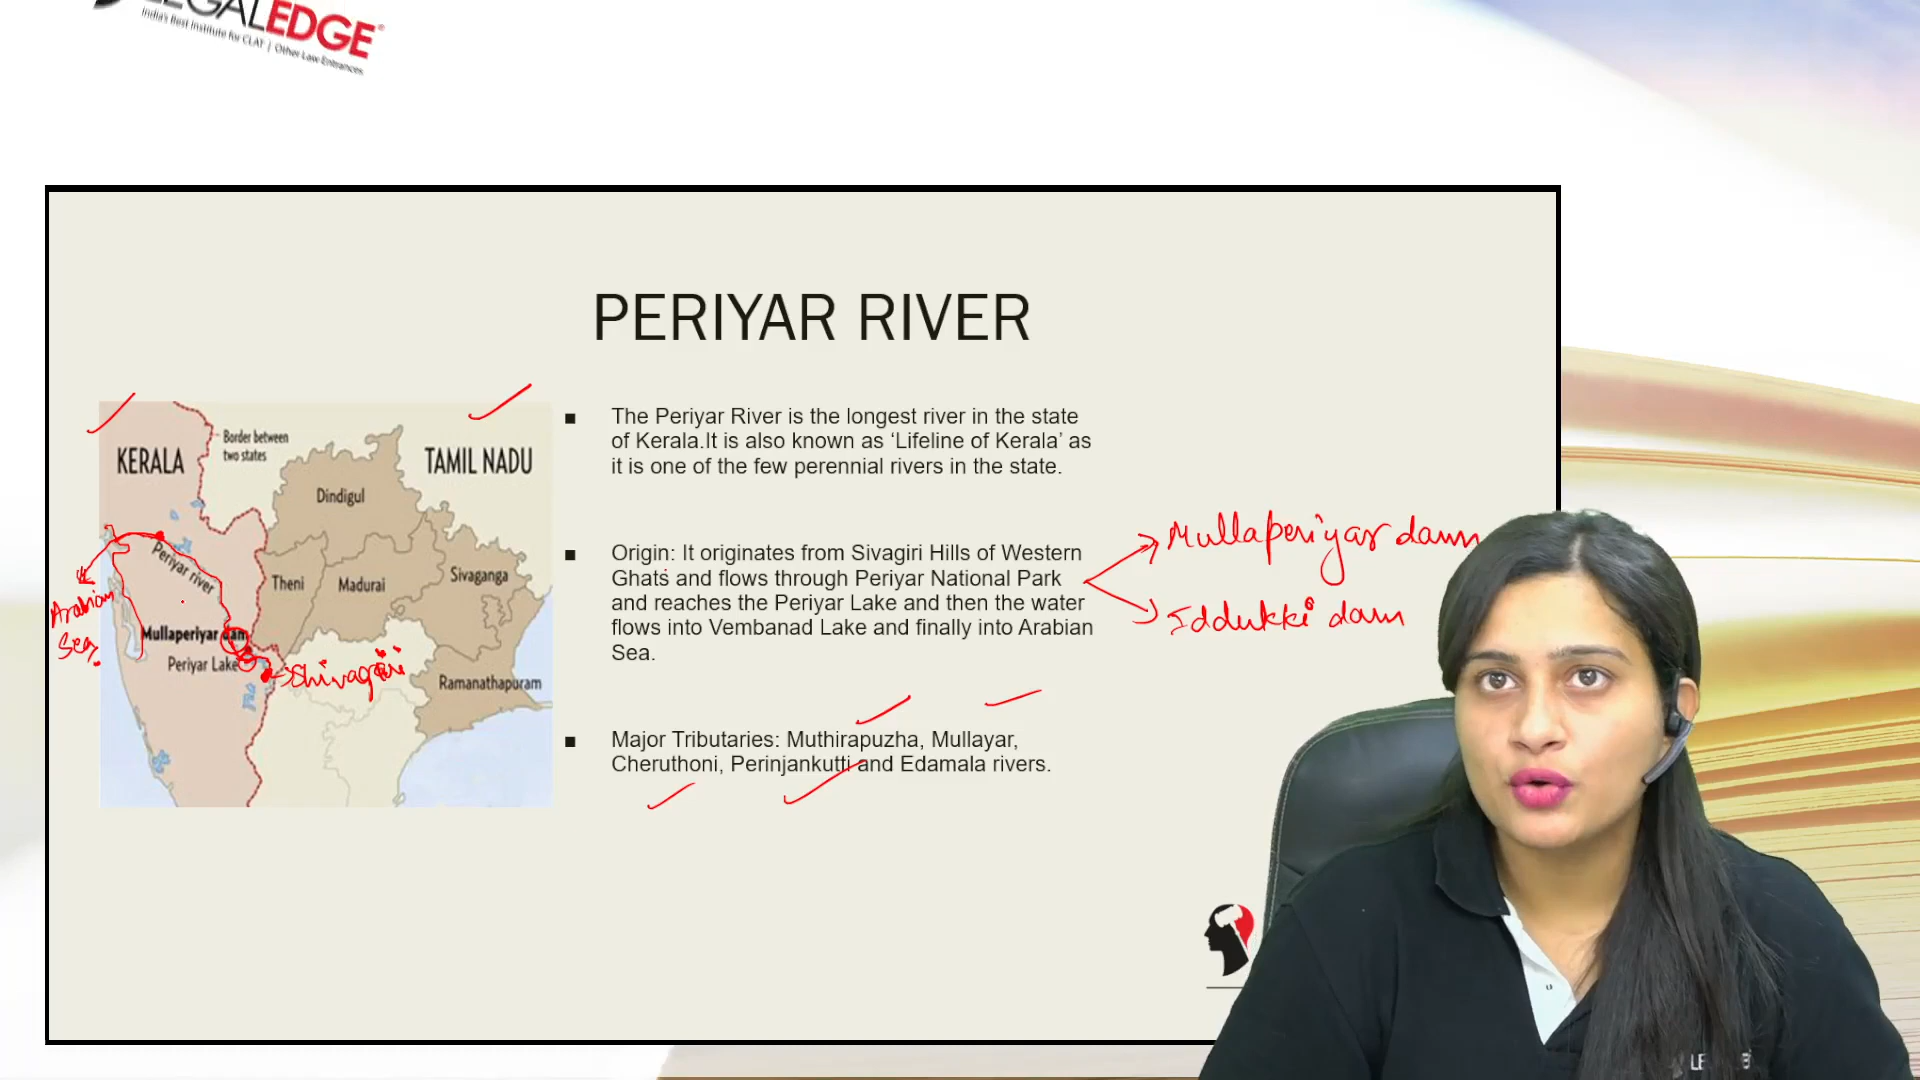 LEGALEDGE
India's Best Institute for CLAT | Other Law Entrances
PERIYAR RIVER
KERALA
Border between
two states
TAMIL NADU
Dindigul
Periyar river
Theni
Madurai
Sivaganga
Mullaperiyar dam
Periyar Lake
Ramanathapuram
Arabian
Sea.
Shivagiri
■ The Periyar River is the longest river in the state
of Kerala.It is also known as ‘Lifeline of Kerala’ as
it is one of the few perennial rivers in the state.
■ Origin: It originates from Sivagiri Hills of Western
Ghats and flows through Periyar National Park
and reaches the Periyar Lake and then the water
flows into Vembanad Lake and finally into Arabian
Sea.
Mullaperiyar dam
Iddukki dam
■ Major Tributaries: Muthirapuzha, Mullayar,
Cheruthoni, Perinjankutti and Edamala rivers.